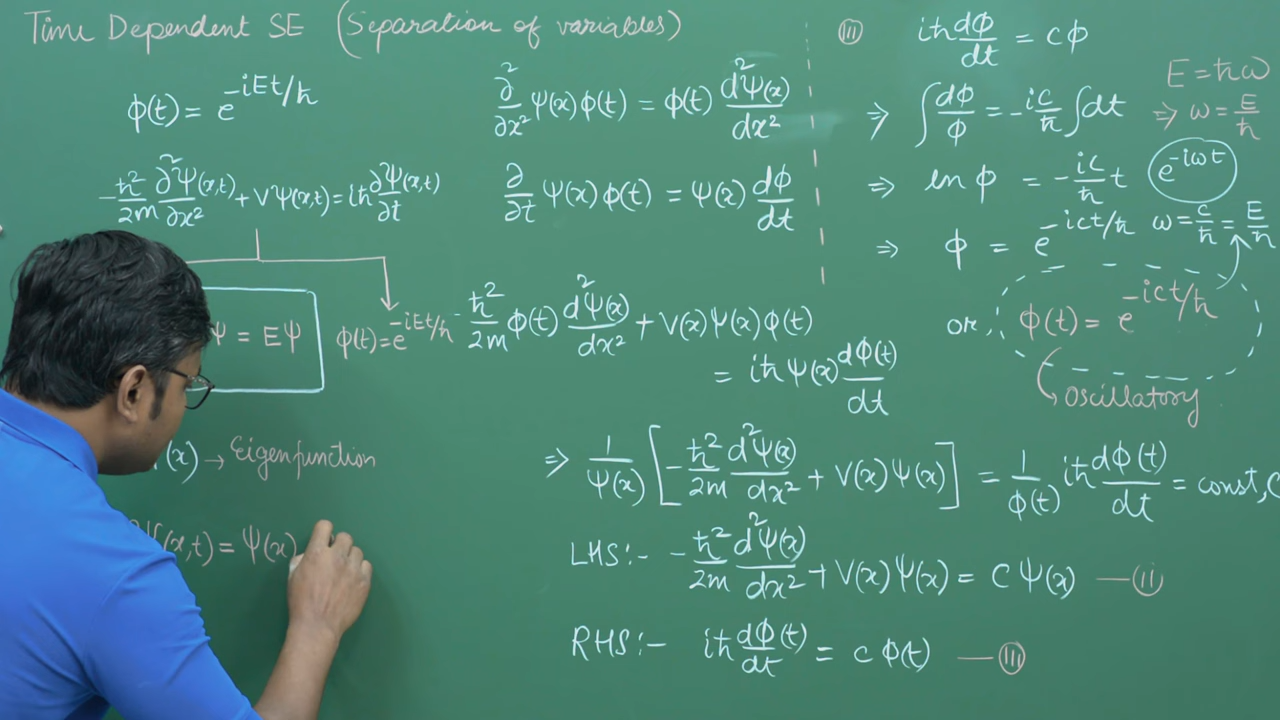 Time Dependent SE (Separation of variables)
ϕ(t) = e^{-iEt/ħ}
-ħ²/2m ∂²Ψ(x,t)/∂x² + VΨ(x,t) = iħ ∂Ψ(x,t)/∂t
Ψ = EΨ
ϕ(t) = e^{-iEt/ħ}
(x) → Eigenfunction
(x,t) = Ψ(x)
∂²/∂x² Ψ(x)ϕ(t) = ϕ(t) d²Ψ(x)/dx²
∂/∂t Ψ(x)ϕ(t) = Ψ(x) dϕ/dt
-ħ²/2m ϕ(t) d²Ψ(x)/dx² + V(x)Ψ(x)ϕ(t)
= iħ Ψ(x) dϕ(t)/dt
⇒ 1/Ψ(x) [-ħ²/2m d²Ψ(x)/dx² + V(x)Ψ(x)] = 1/ϕ(t) iħ dϕ(t)/dt = const, C
LHS:- -ħ²/2m d²Ψ(x)/dx² + V(x)Ψ(x) = CΨ(x) —(II)
RHS:- iħ dϕ(t)/dt = cϕ(t) —(III)
(III) iħ dϕ/dt = cϕ
⇒ ∫dϕ/ϕ = -ic/ħ ∫dt
⇒ ln ϕ = -ic/ħ t
⇒ ϕ = e^{-ict/ħ}
or, ϕ(t) = e^{-ict/ħ}
Oscillatory
E = ħω
⇒ ω = E/ħ
e^{-iωt}
ω = c/ħ = E/ħ